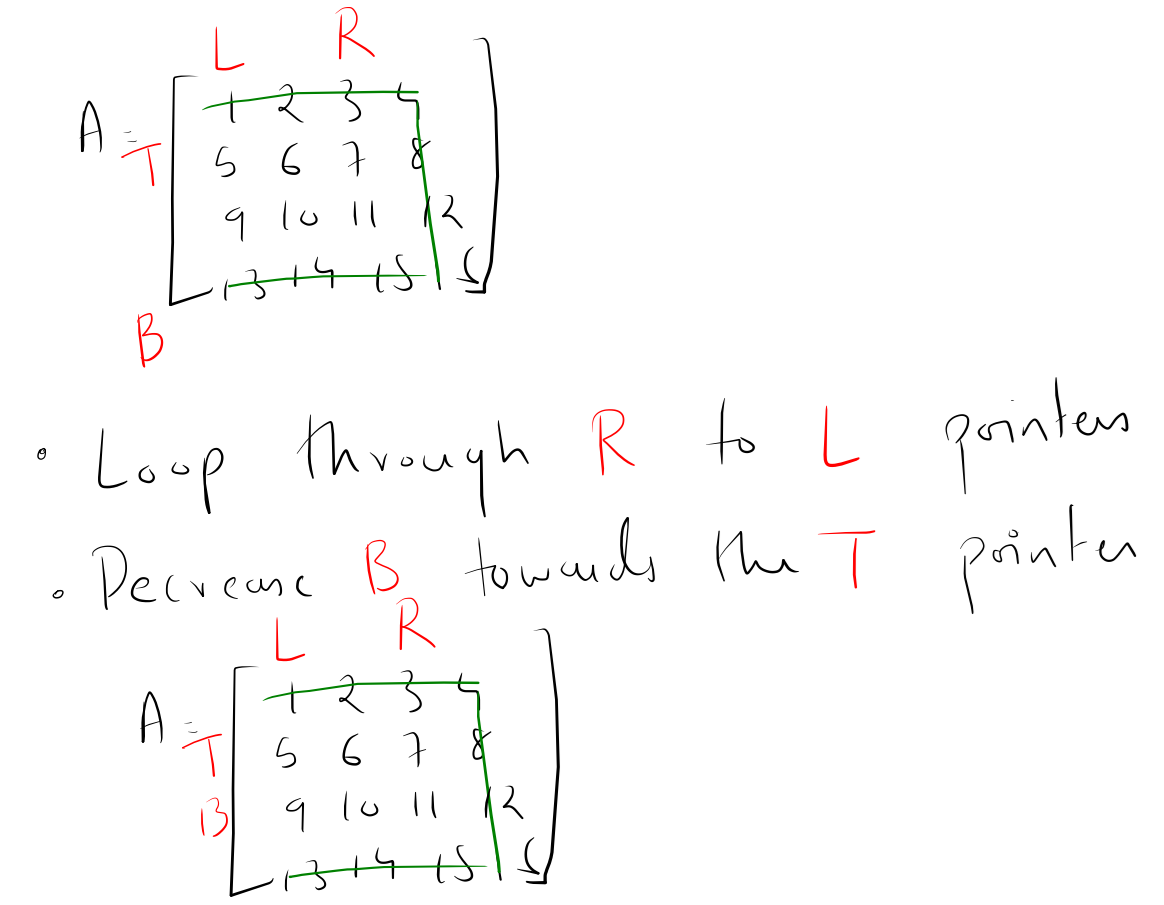 L R
A =
T
1 2 3 4
5 6 7 8
9 10 11 12
13 14 15
B
• Loop through R to L pointers
• Decrease B towards the T pointer
L R
A =
T
1 2 3 4
5 6 7 8
B 9 10 11 12
13 14 15